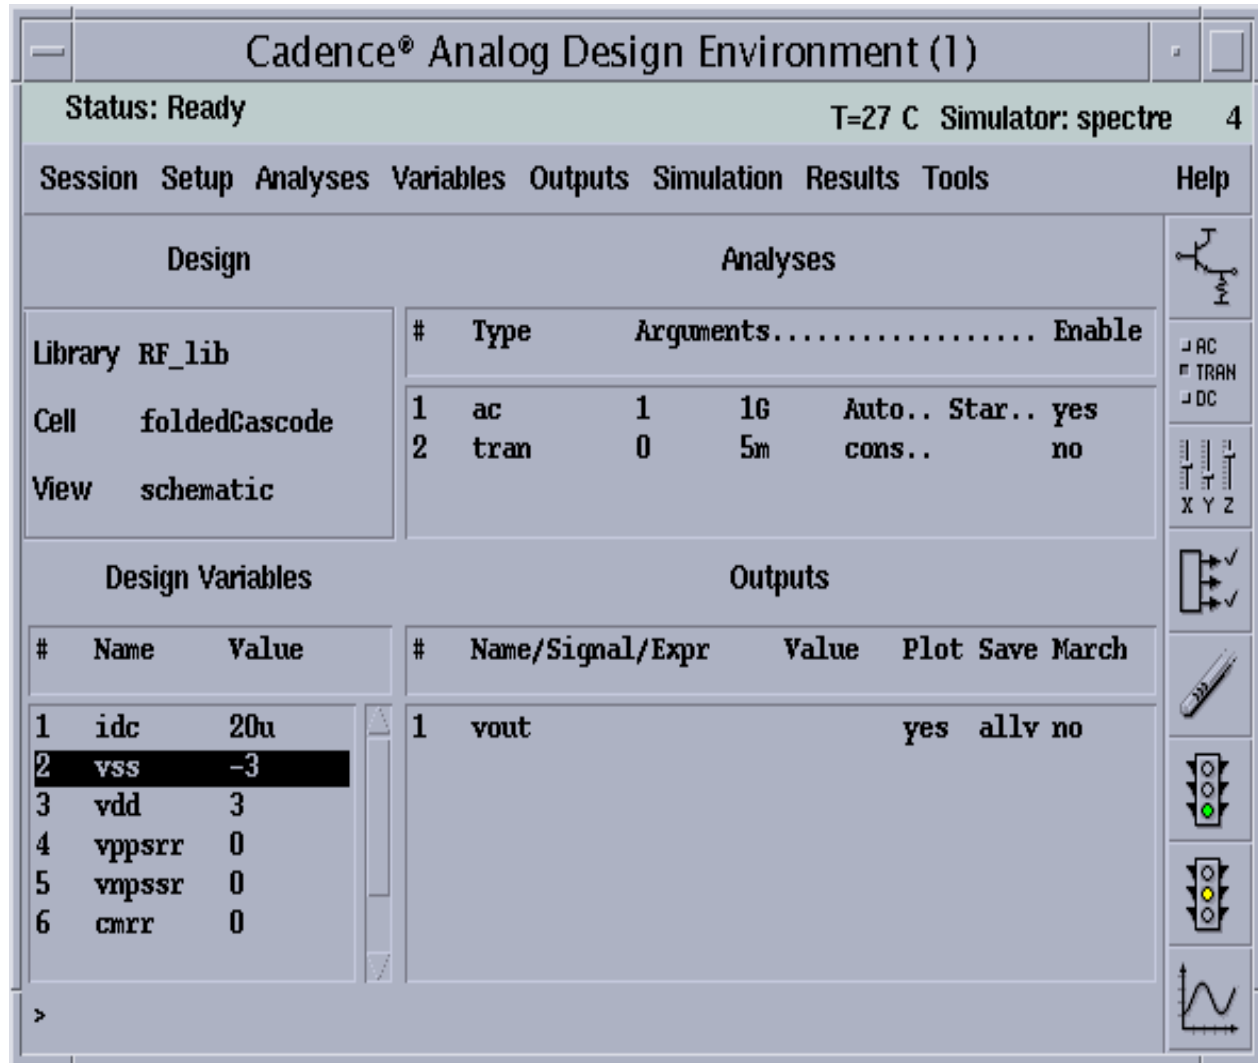 Cadence® Analog Design Environment (1)
Status: Ready T=27 C Simulator: spectre 4
Session Setup Analyses Variables Outputs Simulation Results Tools Help
Design Analyses
# Type Arguments.................. Enable
Library RF_lib
Cell foldedCascode
View schematic
1 ac 1 1G Auto.. Star.. yes
2 tran 0 5m cons.. no
AC
TRAN
DC
X Y Z
Design Variables Outputs
# Name Value
# Name/Signal/Expr Value Plot Save March
1 idc 20u
2 vss -3
3 vdd 3
4 vppsrr 0
5 vnpssr 0
6 cmrr 0
1 vout yes allv no
>